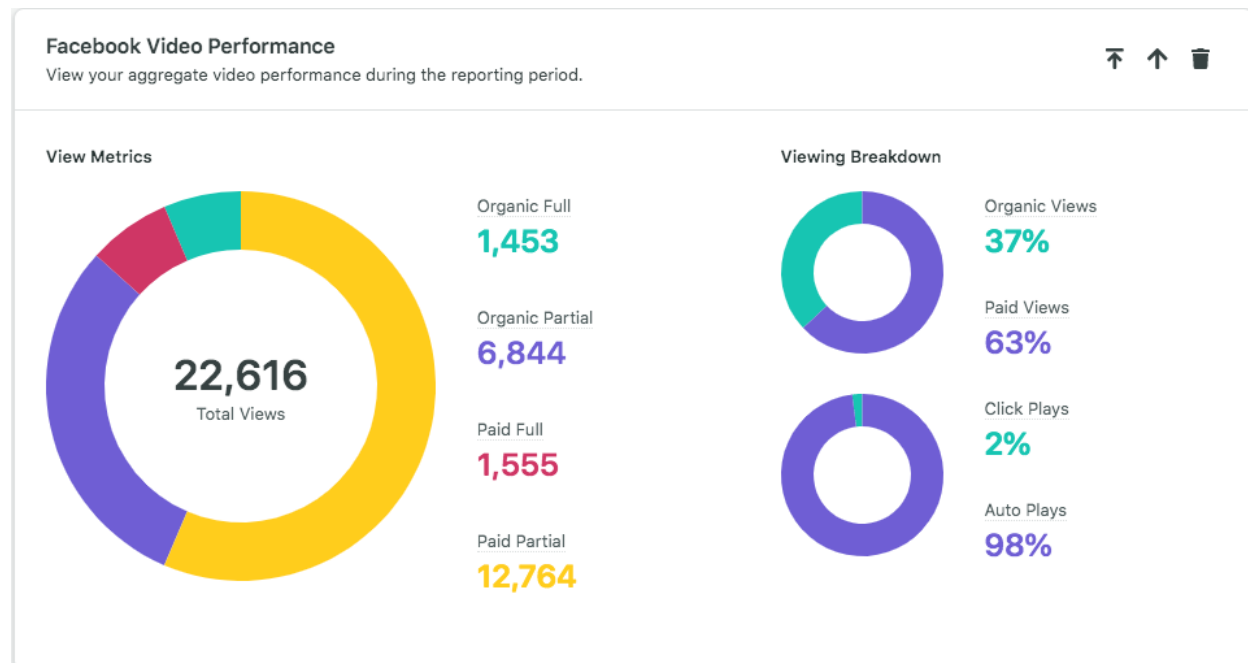 Facebook Video Performance
View your aggregate video performance during the reporting period.
View Metrics
22,616
Total Views
Organic Full
1,453
Organic Partial
6,844
Paid Full
1,555
Paid Partial
12,764
Viewing Breakdown
Organic Views
37%
Paid Views
63%
Click Plays
2%
Auto Plays
98%